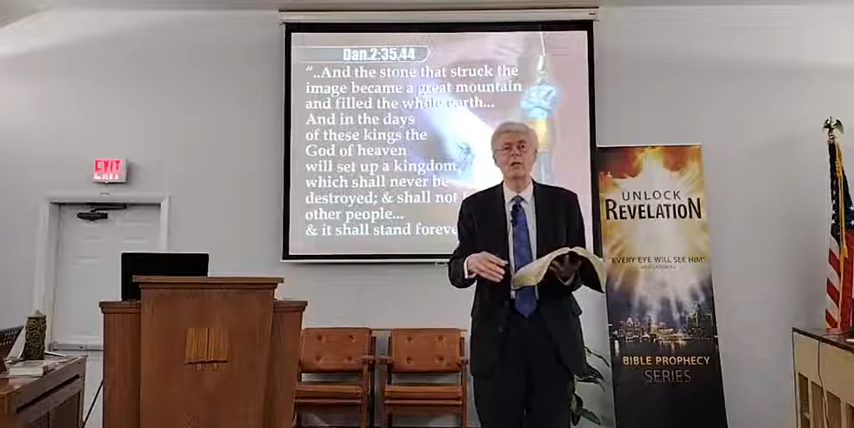 Dan.2:35,44
"..And the stone that struck the
image became a great mountain
and filled the whole earth...
And in the days
of these kings the
God of heaven
will set up a kingdom
which shall never be
destroyed; & shall not
other people...
& it shall stand forever
EXIT
UNLOCK
REVELATION
"EVERY EYE WILL SEE HIM"
BIBLE PROPHECY
SERIES